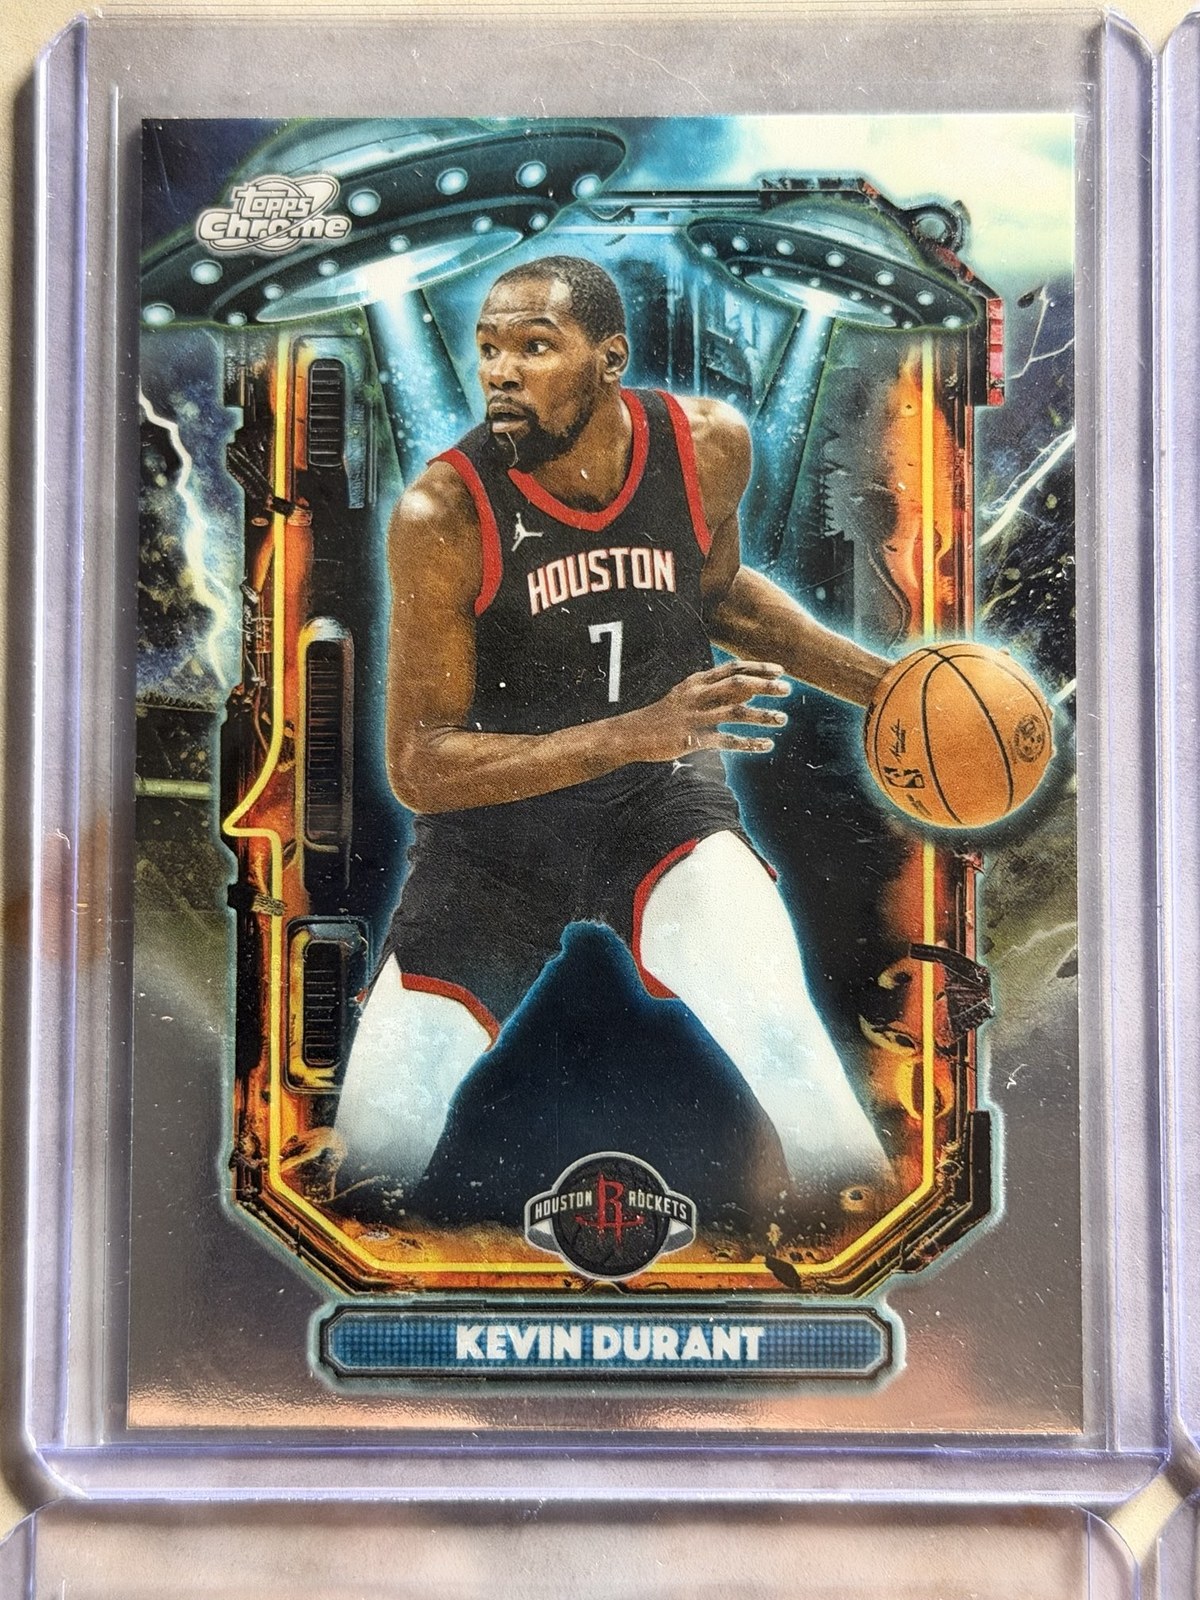 topps
Chrome
HOUSTON
7
HOUSTON ROCKETS
KEVIN DURANT